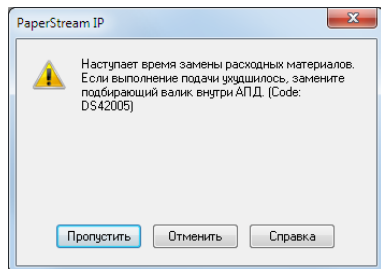 PaperStream IP
Наступает время замены расходных материалов.
Если выполнение подачи ухудшилось, замените
подбирающий валик внутри АПД. (Code:
DS42005)
Пропустить
Отменить
Справка